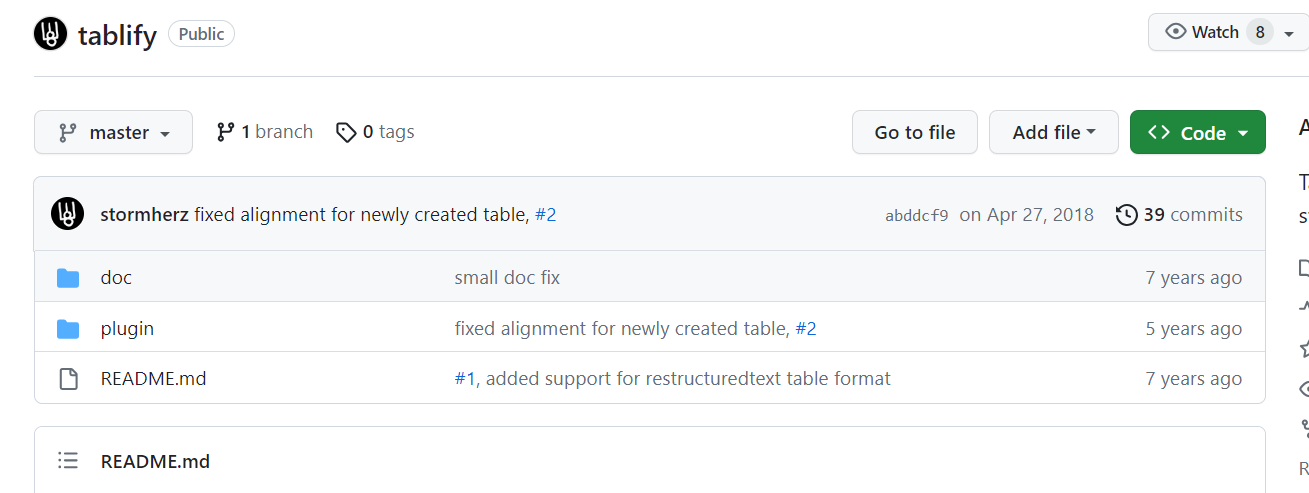 tablify Public Watch 8
master 1 branch 0 tags Go to file Add file Code
stormherz fixed alignment for newly created table, #2 abddcf9 on Apr 27, 2018 39 commits
doc small doc fix 7 years ago
plugin fixed alignment for newly created table, #2 5 years ago
README.md #1, added support for restructuredtext table format 7 years ago
README.md